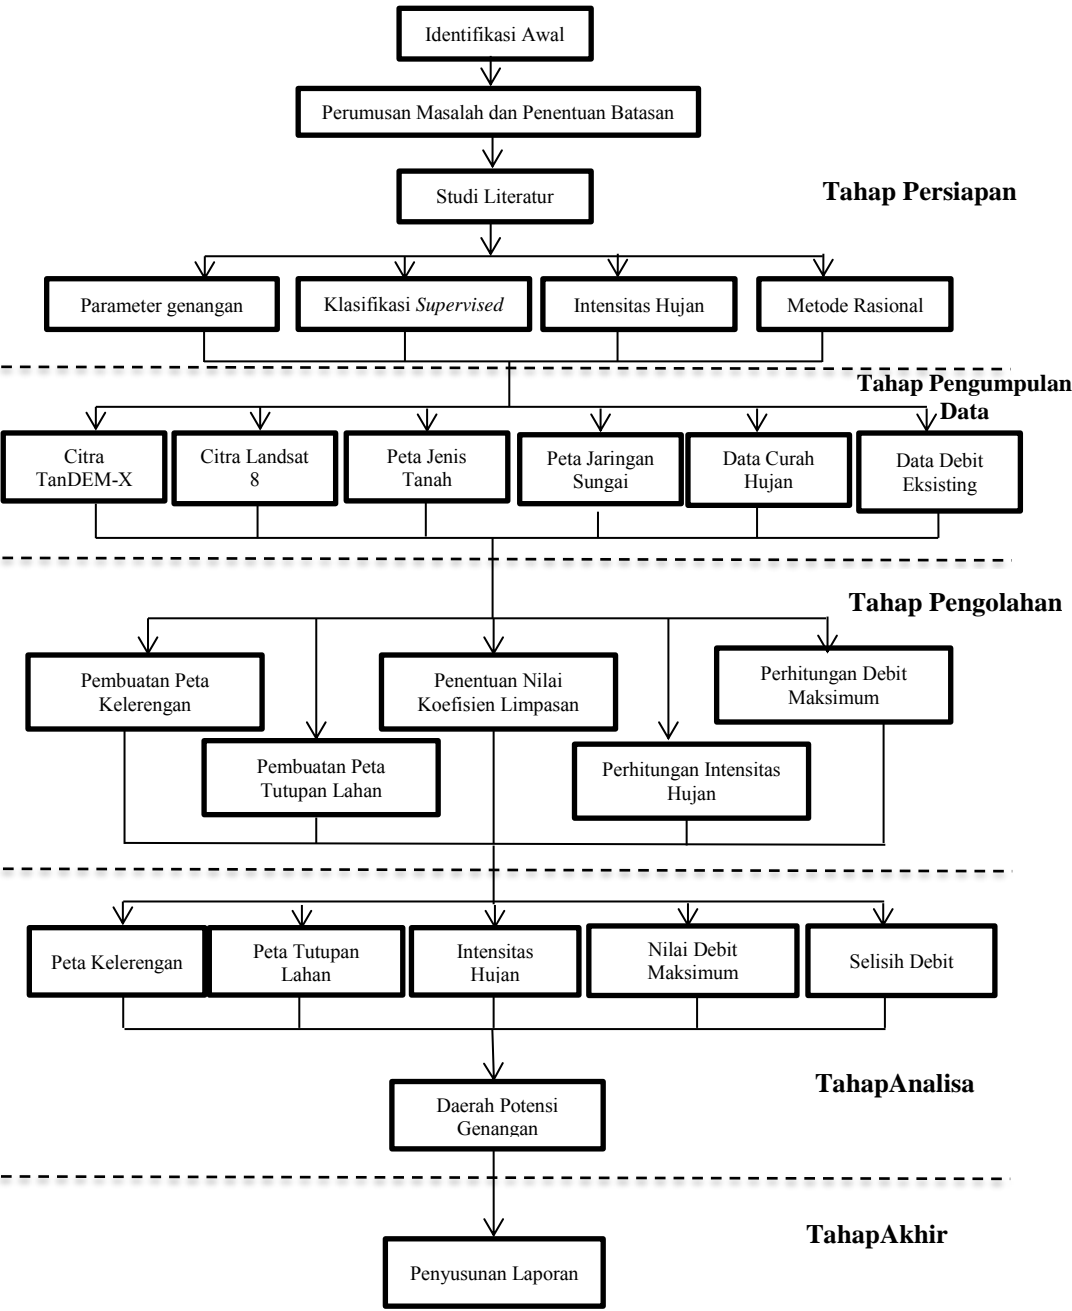 Identifikasi Awal
Perumusan Masalah dan Penentuan Batasan
Studi Literatur
Tahap Persiapan
Parameter genangan
Klasifikasi Supervised
Intensitas Hujan
Metode Rasional
Tahap Pengumpulan
Data
Citra
TanDEM-X
Citra Landsat
8
Peta Jenis
Tanah
Peta Jaringan
Sungai
Data Curah
Hujan
Data Debit
Eksisting
Tahap Pengolahan
Pembuatan Peta
Kelerengan
Penentuan Nilai
Koefisien Limpasan
Perhitungan Debit
Maksimum
Pembuatan Peta
Tutupan Lahan
Perhitungan Intensitas
Hujan
Peta Kelerengan
Peta Tutupan
Lahan
Intensitas
Hujan
Nilai Debit
Maksimum
Selisih Debit
TahapAnalisa
Daerah Potensi
Genangan
TahapAkhir
Penyusunan Laporan